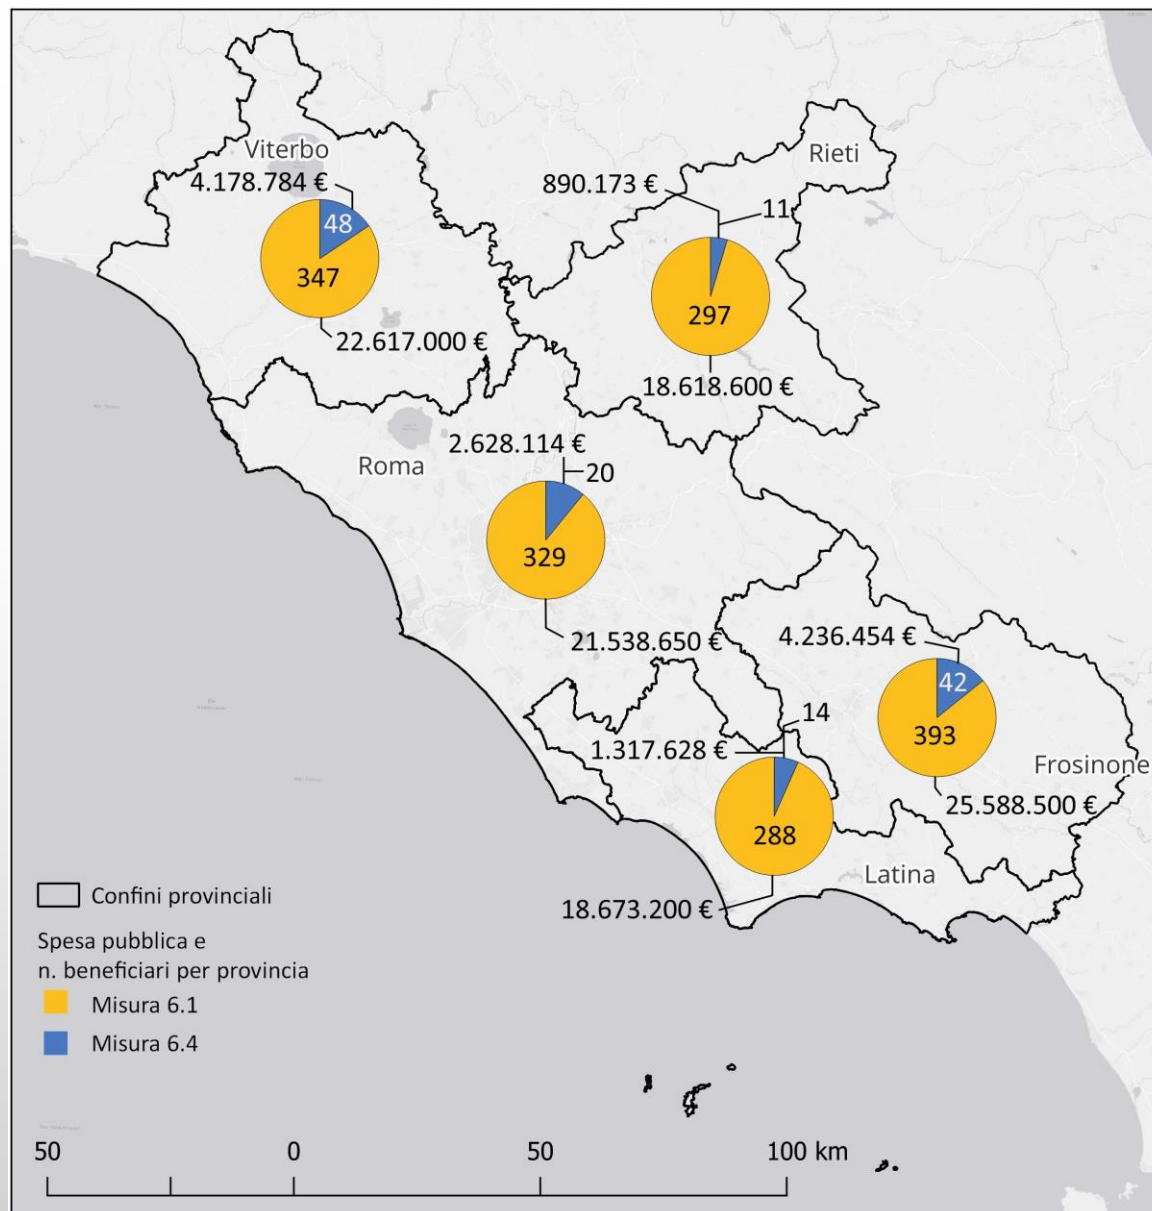 Viterbo
4.178.784 €
48
347
22.617.000 €
Rieti
890.173 €
11
297
18.618.600 €
Roma
2.628.114 €
20
329
21.538.650 €
4.236.454 €
42
393
Frosinone
25.588.500 €
14
1.317.628 €
288
Latina
18.673.200 €
Confini provinciali
Spesa pubblica e
n. beneficiari per provincia
Misura 6.1
Misura 6.4
50 0 50 100 km